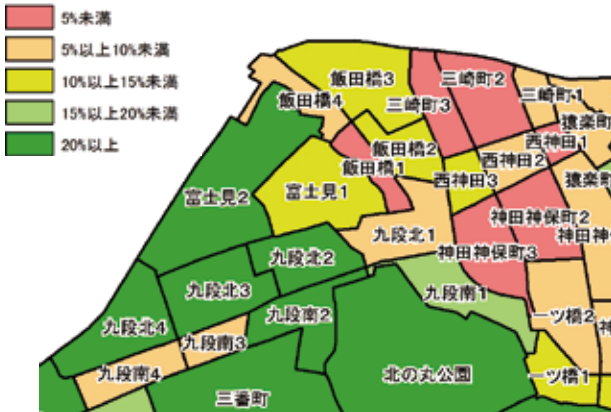 5%未満
5%以上10%未満
10%以上15%未満
15%以上20%未満
20%以上
飯田橋3
三崎町2
三崎町1
飯田橋4
三崎町3
猿楽町
西神田1
飯田橋2
西神田2
飯田橋1
西神田3
猿楽町
富士見1
富士見2
神田神保町2
九段北1
神田神保町3
九段北2
九段北3
九段南1
九段南2
一ツ橋2
九段北4
九段南3
九段南4
北の丸公園
一ツ橋1
三番町